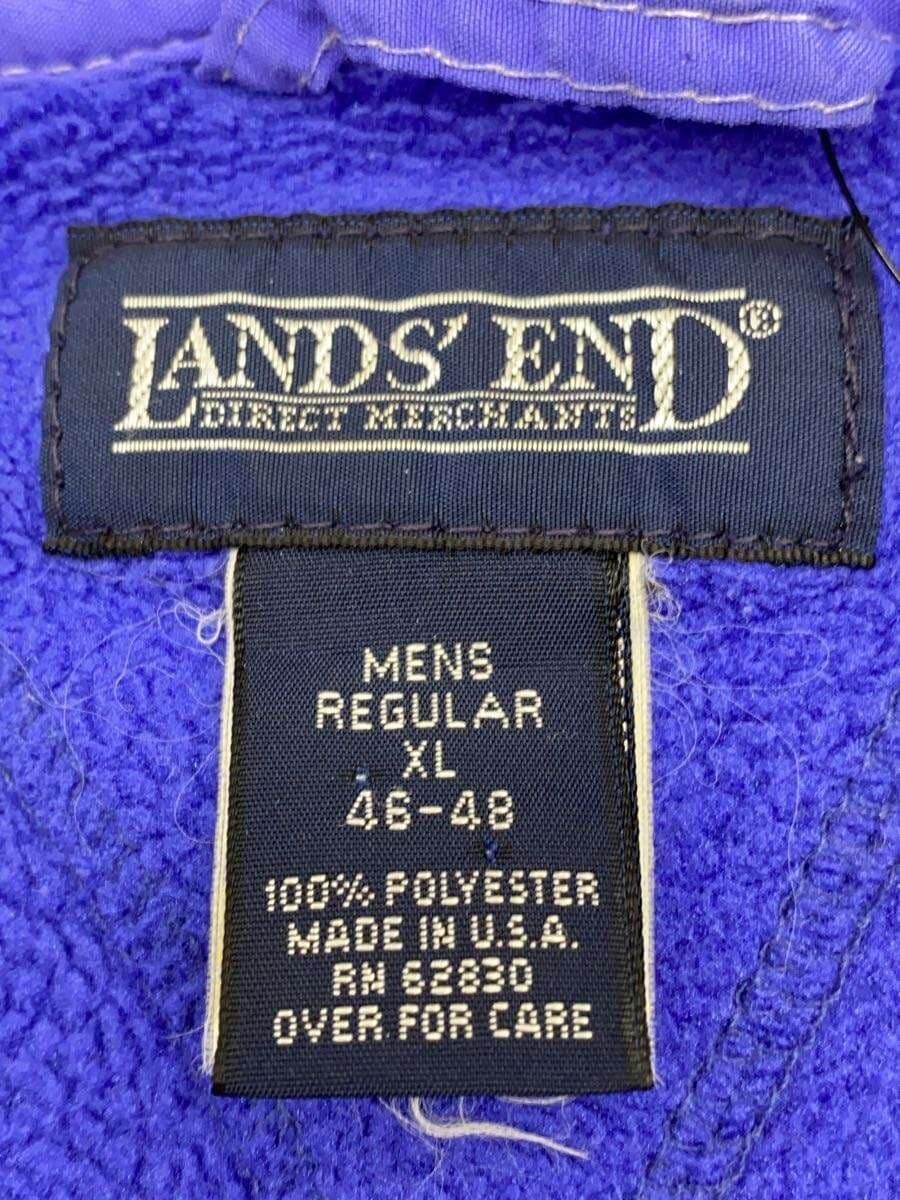 LANDS' END®
DIRECT MERCHANTS
MENS
REGULAR
XL
46-48
100% POLYESTER
MADE IN U.S.A.
RN 62830
OVER FOR CARE